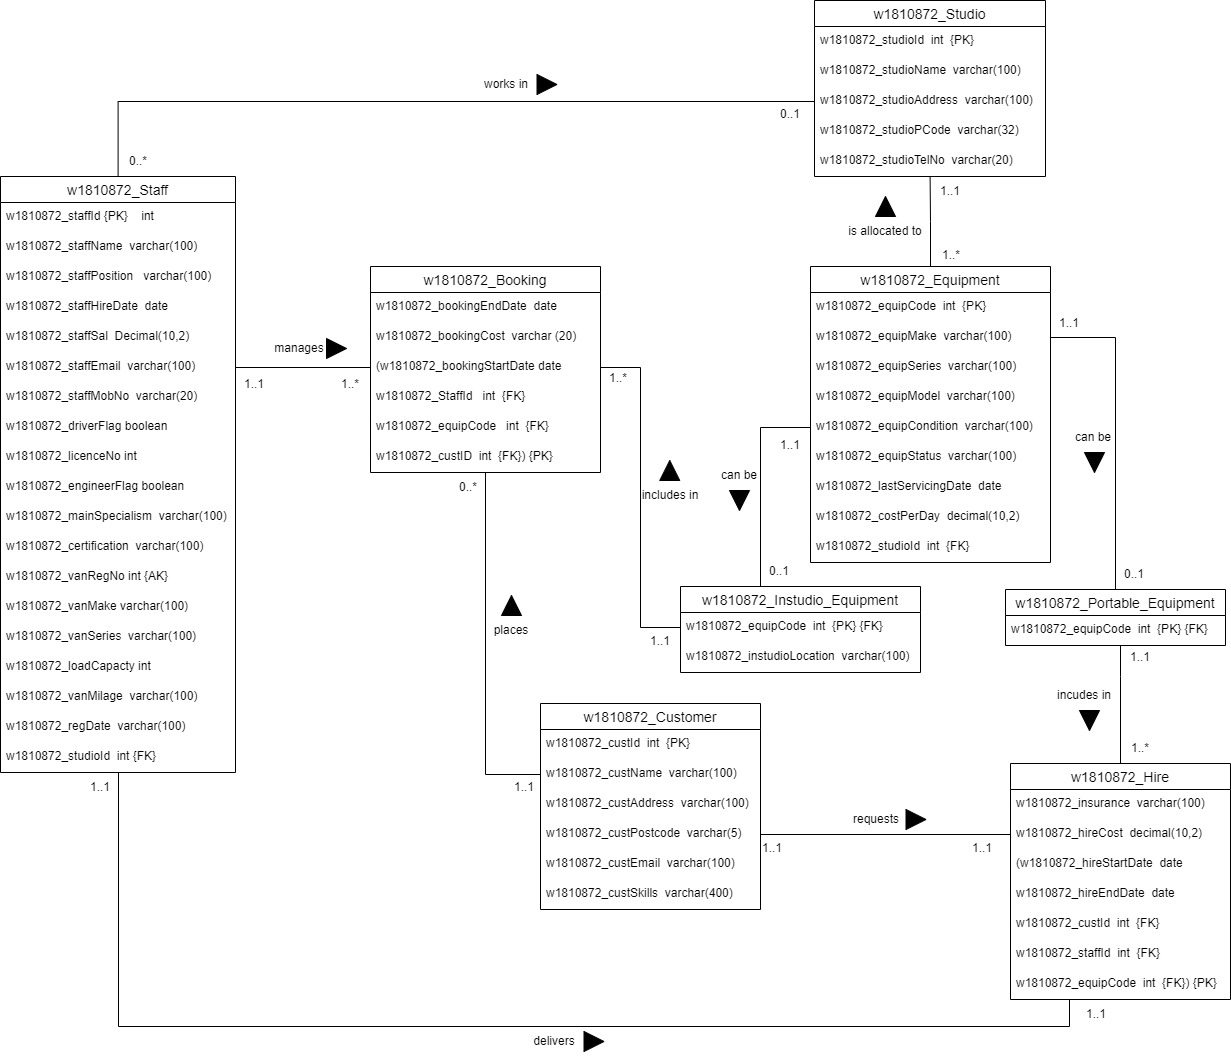 w1810872_Studio
w1810872_studioId int {PK}
w1810872_studioName varchar(100)
w1810872_studioAddress varchar(100)
w1810872_studioPCode varchar(32)
w1810872_studioTelNo varchar(20)
works in
0..1
0..*
1..1
is allocated to
1..*
w1810872_Staff
w1810872_staffId {PK} int
w1810872_staffName varchar(100)
w1810872_staffPosition varchar(100)
w1810872_staffHireDate date
w1810872_staffSal Decimal(10,2)
w1810872_staffEmail varchar(100)
w1810872_staffMobNo varchar(20)
w1810872_driverFlag boolean
w1810872_licenceNo int
w1810872_engineerFlag boolean
w1810872_mainSpecialism varchar(100)
w1810872_certification varchar(100)
w1810872_vanRegNo int {AK}
w1810872_vanMake varchar(100)
w1810872_vanSeries varchar(100)
w1810872_loadCapacty int
w1810872_vanMilage varchar(100)
w1810872_regDate varchar(100)
w1810872_studioId int {FK}
manages
1..1
1..*
w1810872_Booking
w1810872_bookingEndDate date
w1810872_bookingCost varchar (20)
(w1810872_bookingStartDate date
w1810872_StaffId int {FK}
w1810872_equipCode int {FK}
w1810872_custID int {FK}) {PK}
1..*
0..*
includes in
w1810872_Equipment
w1810872_equipCode int {PK}
w1810872_equipMake varchar(100)
w1810872_equipSeries varchar(100)
w1810872_equipModel varchar(100)
w1810872_equipCondition varchar(100)
w1810872_equipStatus varchar(100)
w1810872_lastServicingDate date
w1810872_costPerDay decimal(10,2)
w1810872_studioId int {FK}
1..1
can be
0..1
1..1
can be
0..1
w1810872_Instudio_Equipment
w1810872_equipCode int {PK} {FK}
w1810872_instudioLocation varchar(100)
1..1
w1810872_Portable_Equipment
w1810872_equipCode int {PK} {FK}
1..1
incudes in
1..*
places
w1810872_Customer
w1810872_custId int {PK}
w1810872_custName varchar(100)
w1810872_custAddress varchar(100)
w1810872_custPostcode varchar(5)
w1810872_custEmail varchar(100)
w1810872_custSkills varchar(400)
1..1
requests
1..1
1..1
w1810872_Hire
w1810872_insurance varchar(100)
w1810872_hireCost decimal(10,2)
(w1810872_hireStartDate date
w1810872_hireEndDate date
w1810872_custId int {FK}
w1810872_staffId int {FK}
w1810872_equipCode int {FK}) {PK}
1..1
1..1
delivers